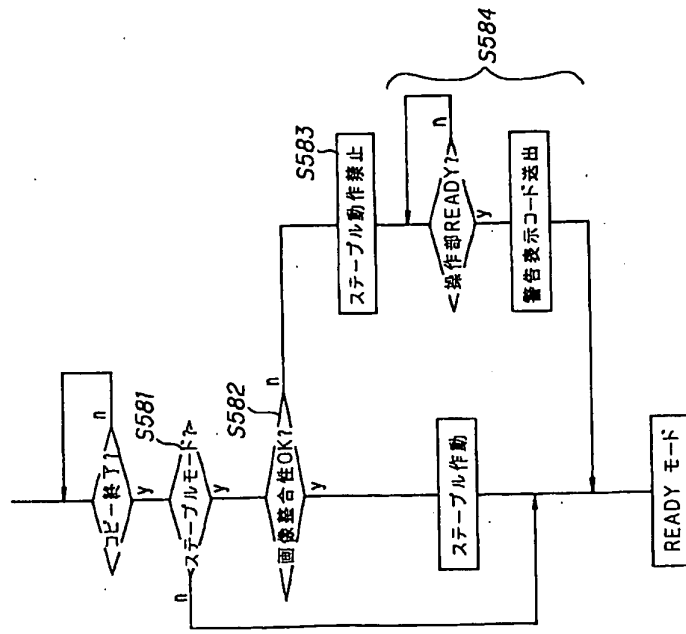 <コピー終了?>
n
y
S581
<ステープルモード?>
n
y
S582
<画像整合性OK?>
n
y
S583
ステープル動作禁止
S584
<操作部READY?>
n
y
警告表示コード送出
ステープル作動
READY モード